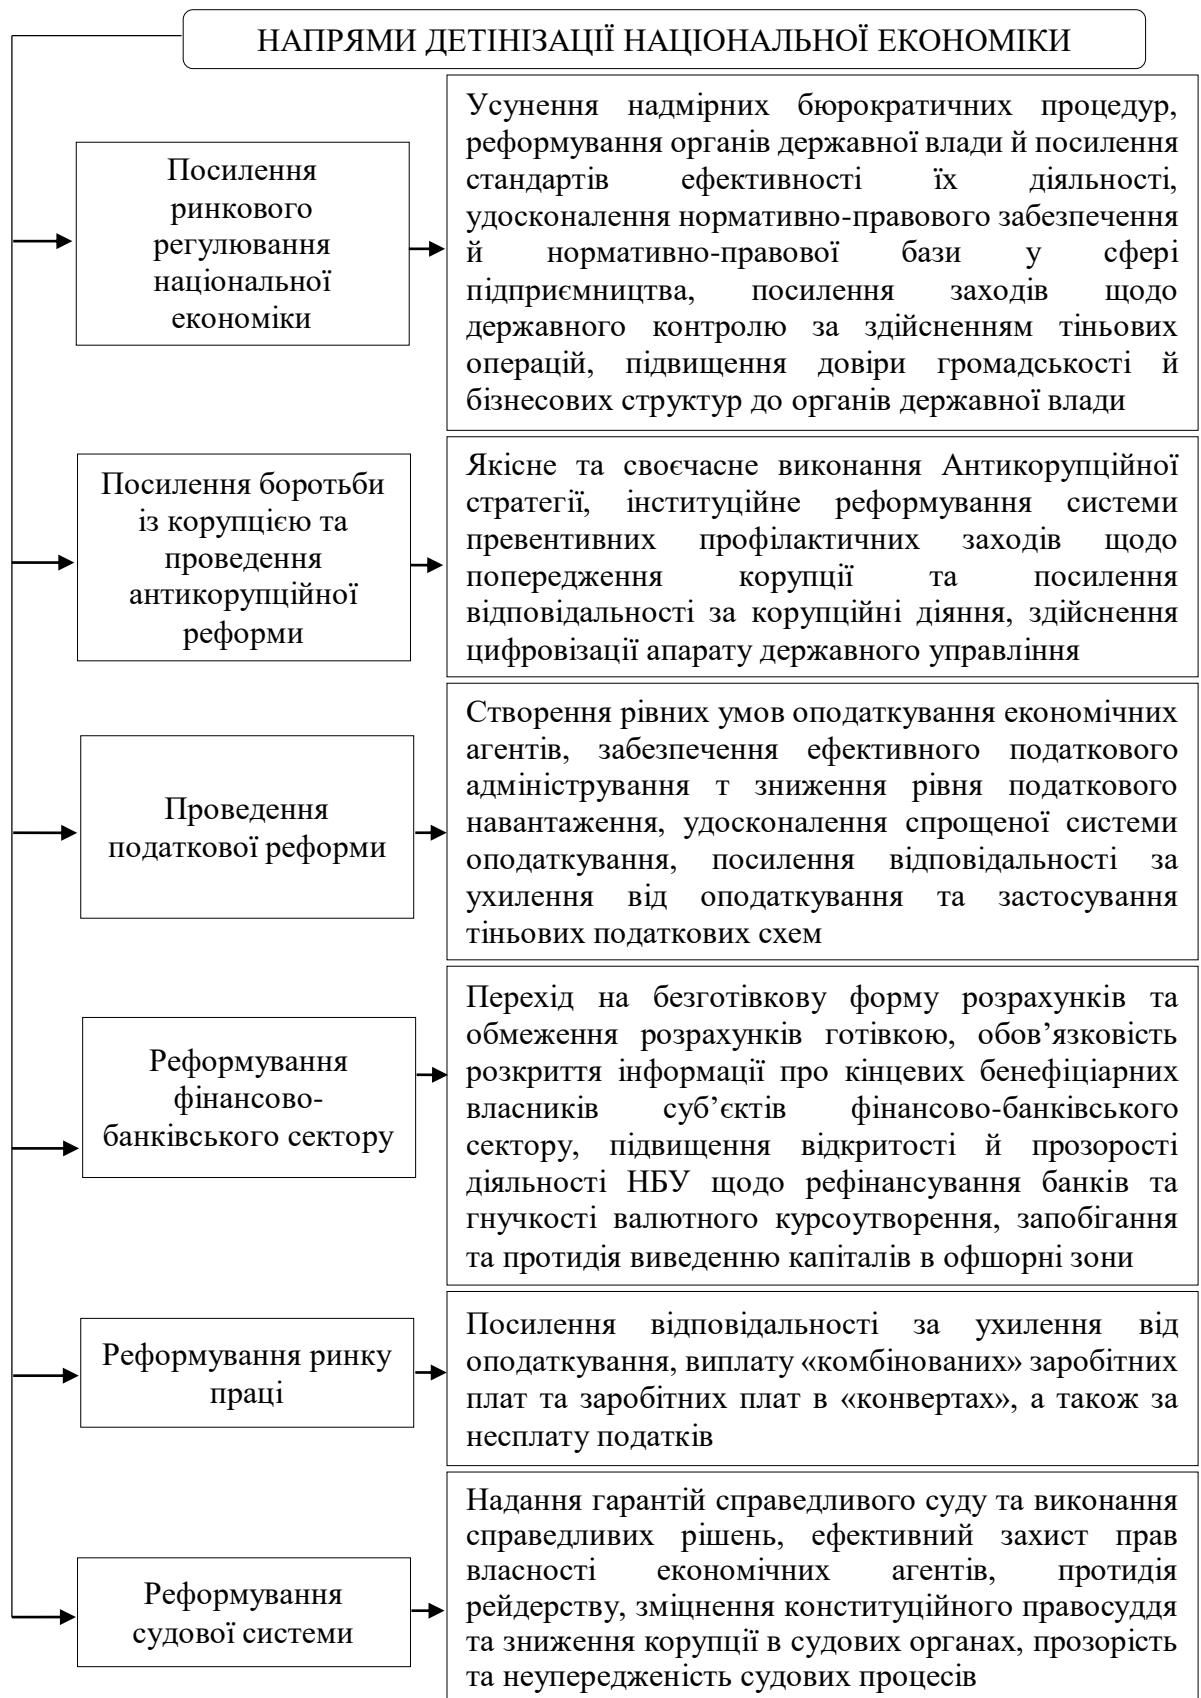 НАПРЯМИ ДЕТІНІЗАЦІЇ НАЦІОНАЛЬНОЇ ЕКОНОМІКИ
Посилення
ринкового
регулювання
національної
економіки
Усунення надмірних бюрократичних процедур,
реформування органів державної влади й посилення
стандартів ефективності їх діяльності,
удосконалення нормативно-правового забезпечення
й нормативно-правової бази у сфері
підприємництва, посилення заходів щодо
державного контролю за здійсненням тіньових
операцій, підвищення довіри громадськості й
бізнесових структур до органів державної влади
Посилення боротьби
із корупцією та
проведення
антикорупційної
реформи
Якісне та своєчасне виконання Антикорупційної
стратегії, інституційне реформування системи
превентивних профілактичних заходів щодо
попередження корупції та посилення
відповідальності за корупційні діяння, здійснення
цифровізації апарату державного управління
Проведення
податкової реформи
Створення рівних умов оподаткування економічних
агентів, забезпечення ефективного податкового
адміністрування т зниження рівня податкового
навантаження, удосконалення спрощеної системи
оподаткування, посилення відповідальності за
ухилення від оподаткування та застосування
тіньових податкових схем
Реформування
фінансово-
банківського сектору
Перехід на безготівкову форму розрахунків та
обмеження розрахунків готівкою, обов’язковість
розкриття інформації про кінцевих бенефіціарних
власників суб’єктів фінансово-банківського
сектору, підвищення відкритості й прозорості
діяльності НБУ щодо рефінансування банків та
гнучкості валютного курсоутворення, запобігання
та протидія виведенню капіталів в офшорні зони
Реформування ринку
праці
Посилення відповідальності за ухилення від
оподаткування, виплату «комбінованих» заробітних
плат та заробітних плат в «конвертах», а також за
несплату податків
Реформування
судової системи
Надання гарантій справедливого суду та виконання
справедливих рішень, ефективний захист прав
власності економічних агентів, протидія
рейдерству, зміцнення конституційного правосуддя
та зниження корупції в судових органах, прозорість
та неупередженість судових процесів